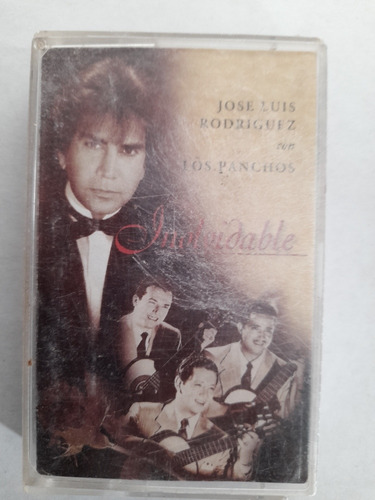 JOSE LUIS
RODRIGUEZ
con
LOS PANCHOS
Inolvidable